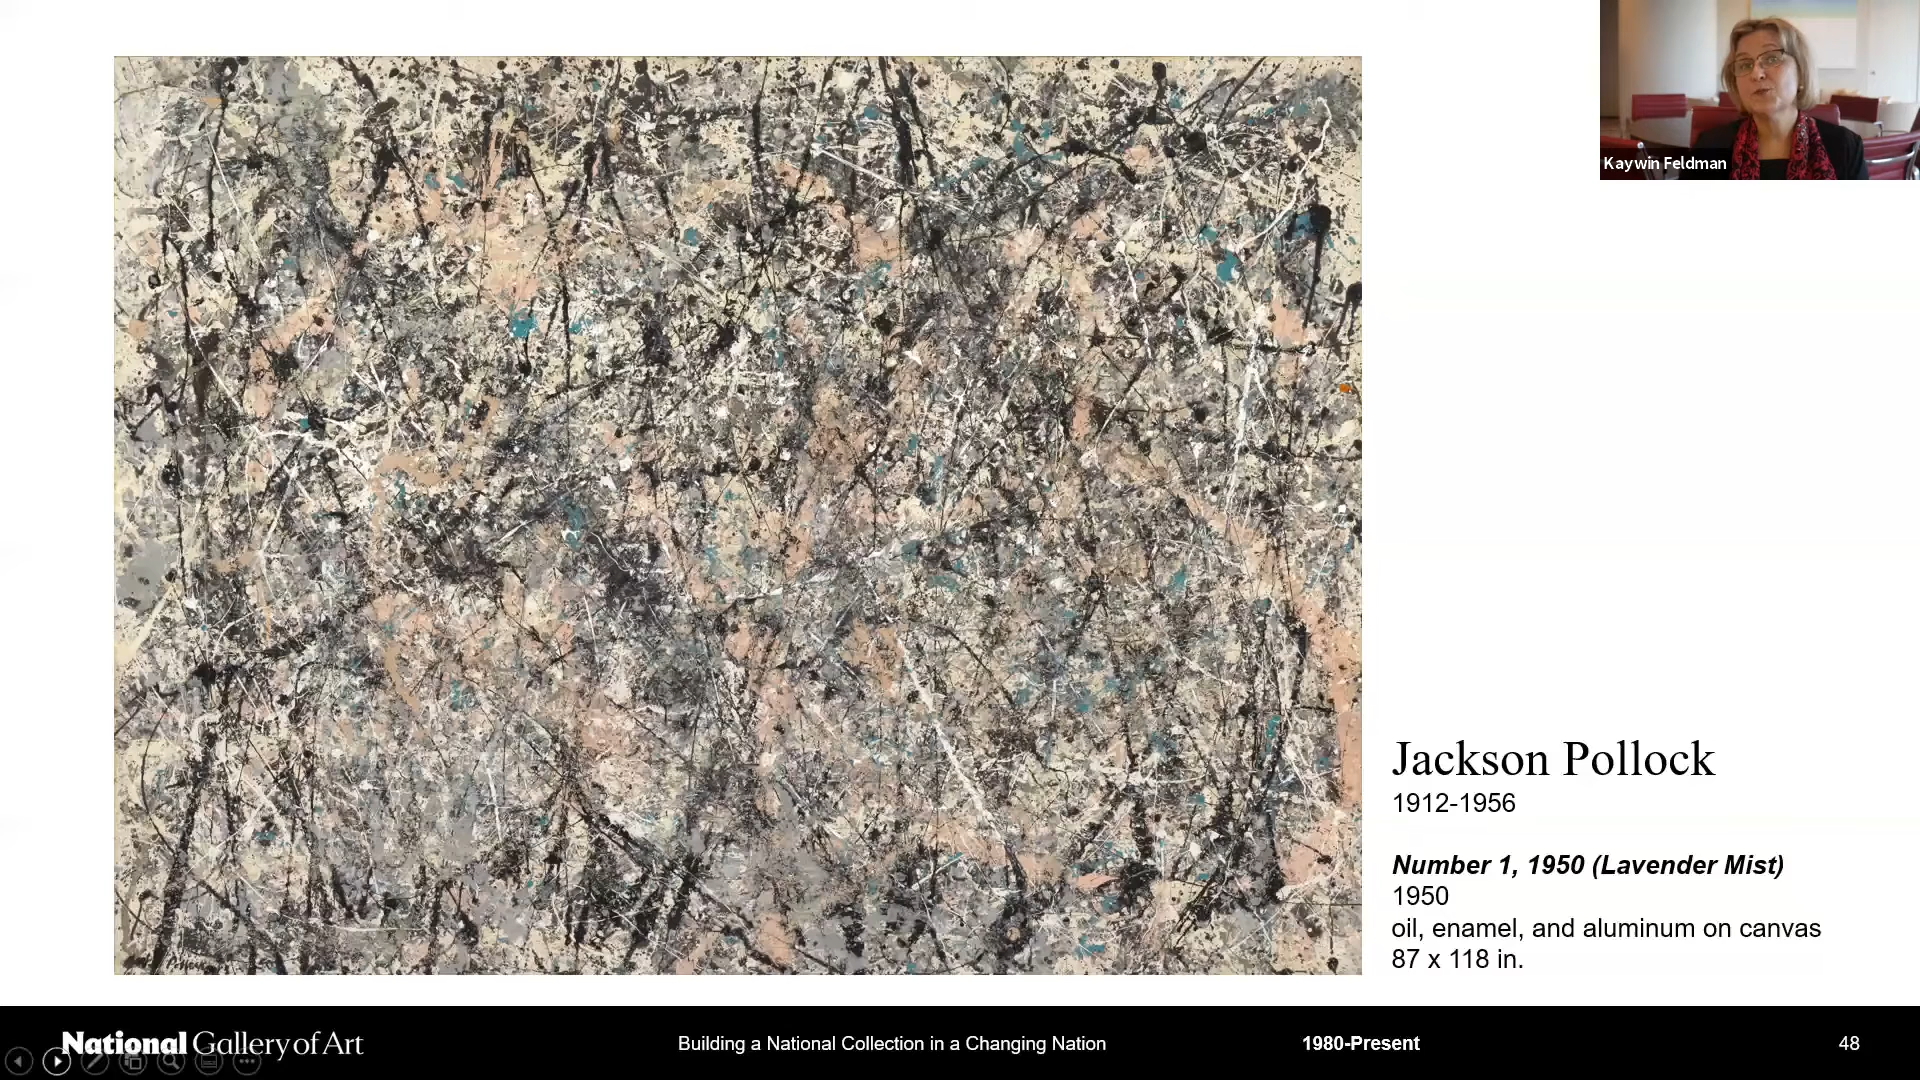 Kaywin Feldman
Jackson Pollock
1912-1956
Number 1, 1950 (Lavender Mist)
1950
oil, enamel, and aluminum on canvas
87 x 118 in.
National Gallery of Art
Building a National Collection in a Changing Nation
1980-Present
48